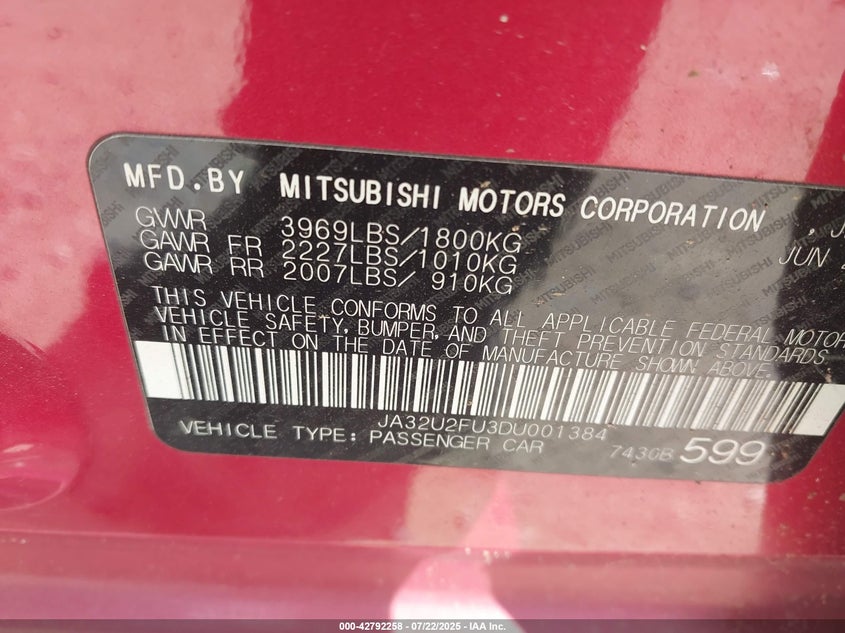 MFD.BY MITSUBISHI MOTORS CORPORATION
GVWR 3969LBS/1800KG
JUN
GAWR FR 2227LBS/1010KG
GAWR RR 2007LBS/ 910KG
THIS VEHICLE CONFORMS TO ALL APPLICABLE FEDERAL MOTOR
VEHICLE SAFETY, BUMPER, AND THEFT PREVENTION STANDARDS
IN EFFECT ON THE DATE OF MANUFACTURE SHOWN ABOVE.
JA32U2FU3DU001384
VEHICLE TYPE: PASSENGER CAR 743GB 599
000-42792258 - 07/22/2025 - IAA Inc.